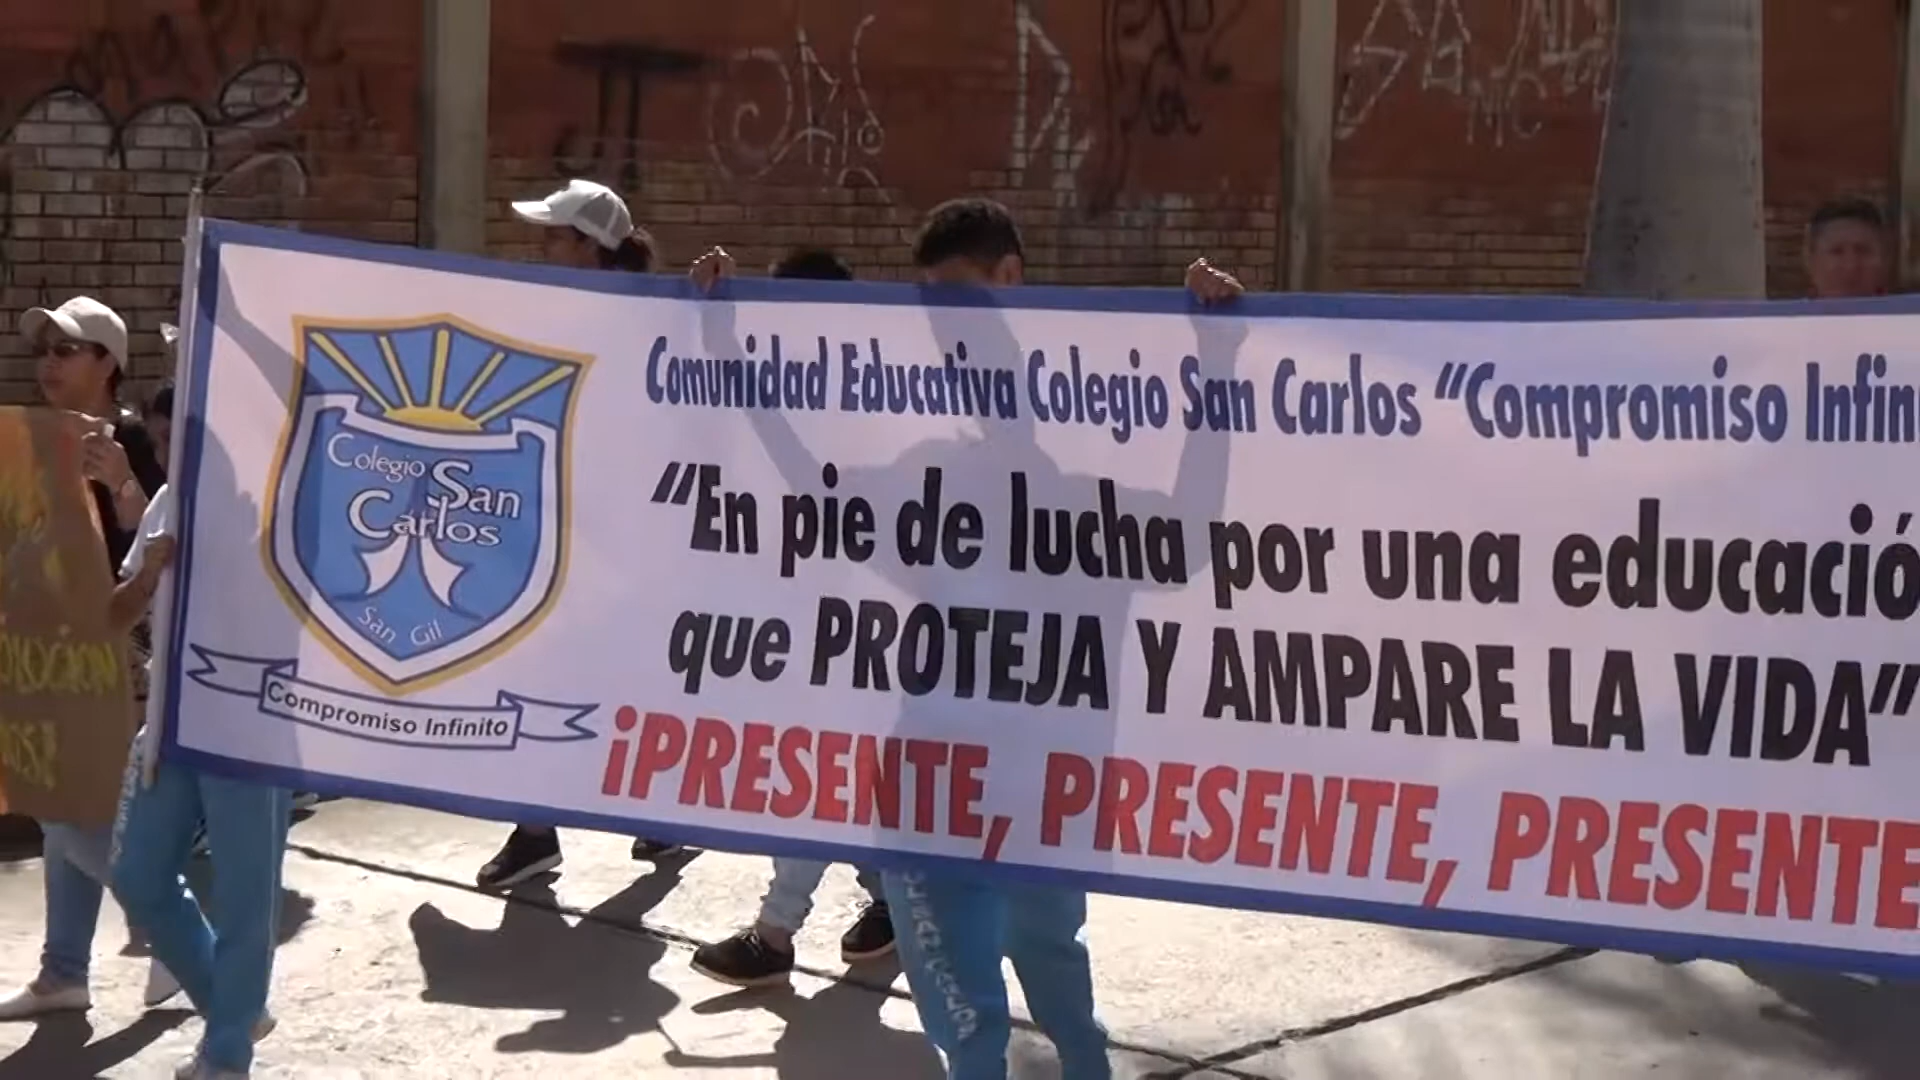 Comunidad Educativa Colegio San Carlos “Compromiso Infin
“En pie de lucha por una educació
que PROTEJA Y AMPARE LA VIDA”
¡PRESENTE, PRESENTE, PRESENTE
Colegio San
Carlos
San Gil
Compromiso Infinito